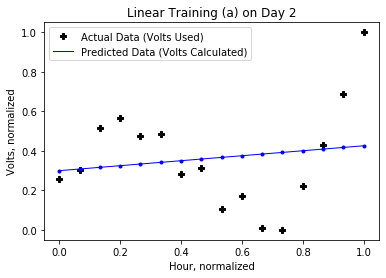 Linear Training (a) on Day 2
Actual Data (Volts Used)
Predicted Data (Volts Calculated)
Volts, normalized
1.0
0.8
0.6
0.4
0.2
0.0
0.0 0.2 0.4 0.6 0.8 1.0
Hour, normalized